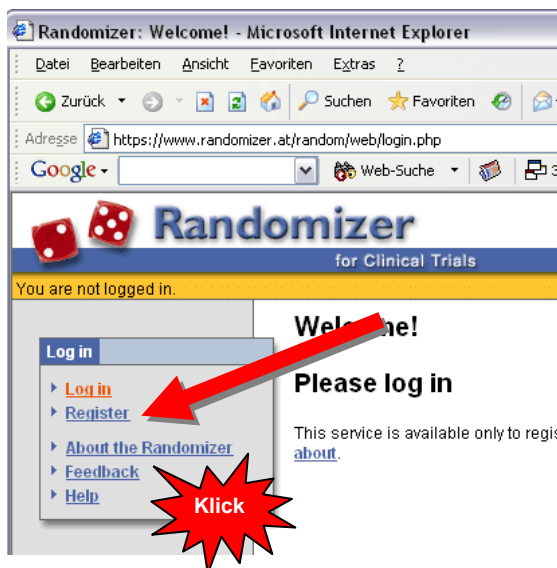 Randomizer: Welcome! - Microsoft Internet Explorer
Datei Bearbeiten Ansicht Favoriten Extras ?
Zurück Suchen Favoriten
Adresse https://www.randomizer.at/random/web/login.php
Google - Web-Suche 3
Randomizer
for Clinical Trials
You are not logged in.
Welcome!
Log in
Please log in
Log in
Register
This service is available only to regis
about.
About the Randomizer
Feedback
Help
Klick